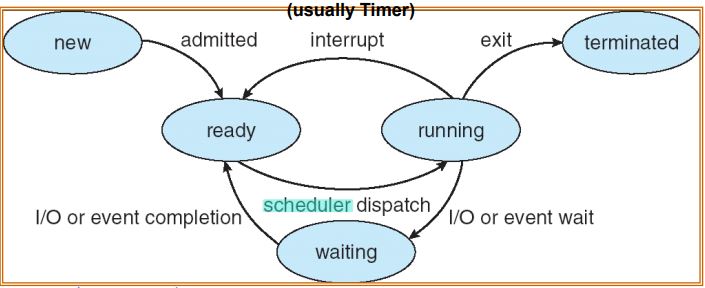 (usually Timer)
new
admitted
interrupt
exit
terminated
ready
running
I/O or event completion
scheduler dispatch
I/O or event wait
waiting